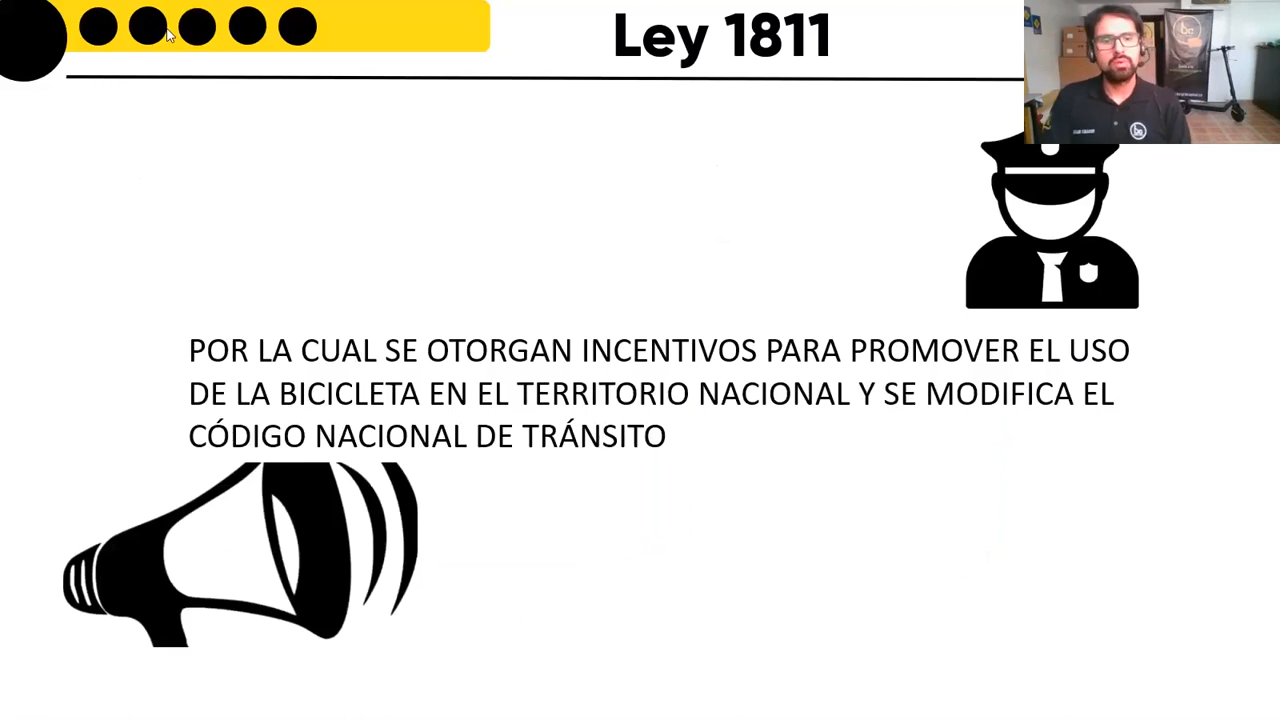 Ley 1811
POR LA CUAL SE OTORGAN INCENTIVOS PARA PROMOVER EL USO
DE LA BICICLETA EN EL TERRITORIO NACIONAL Y SE MODIFICA EL
CÓDIGO NACIONAL DE TRÁNSITO